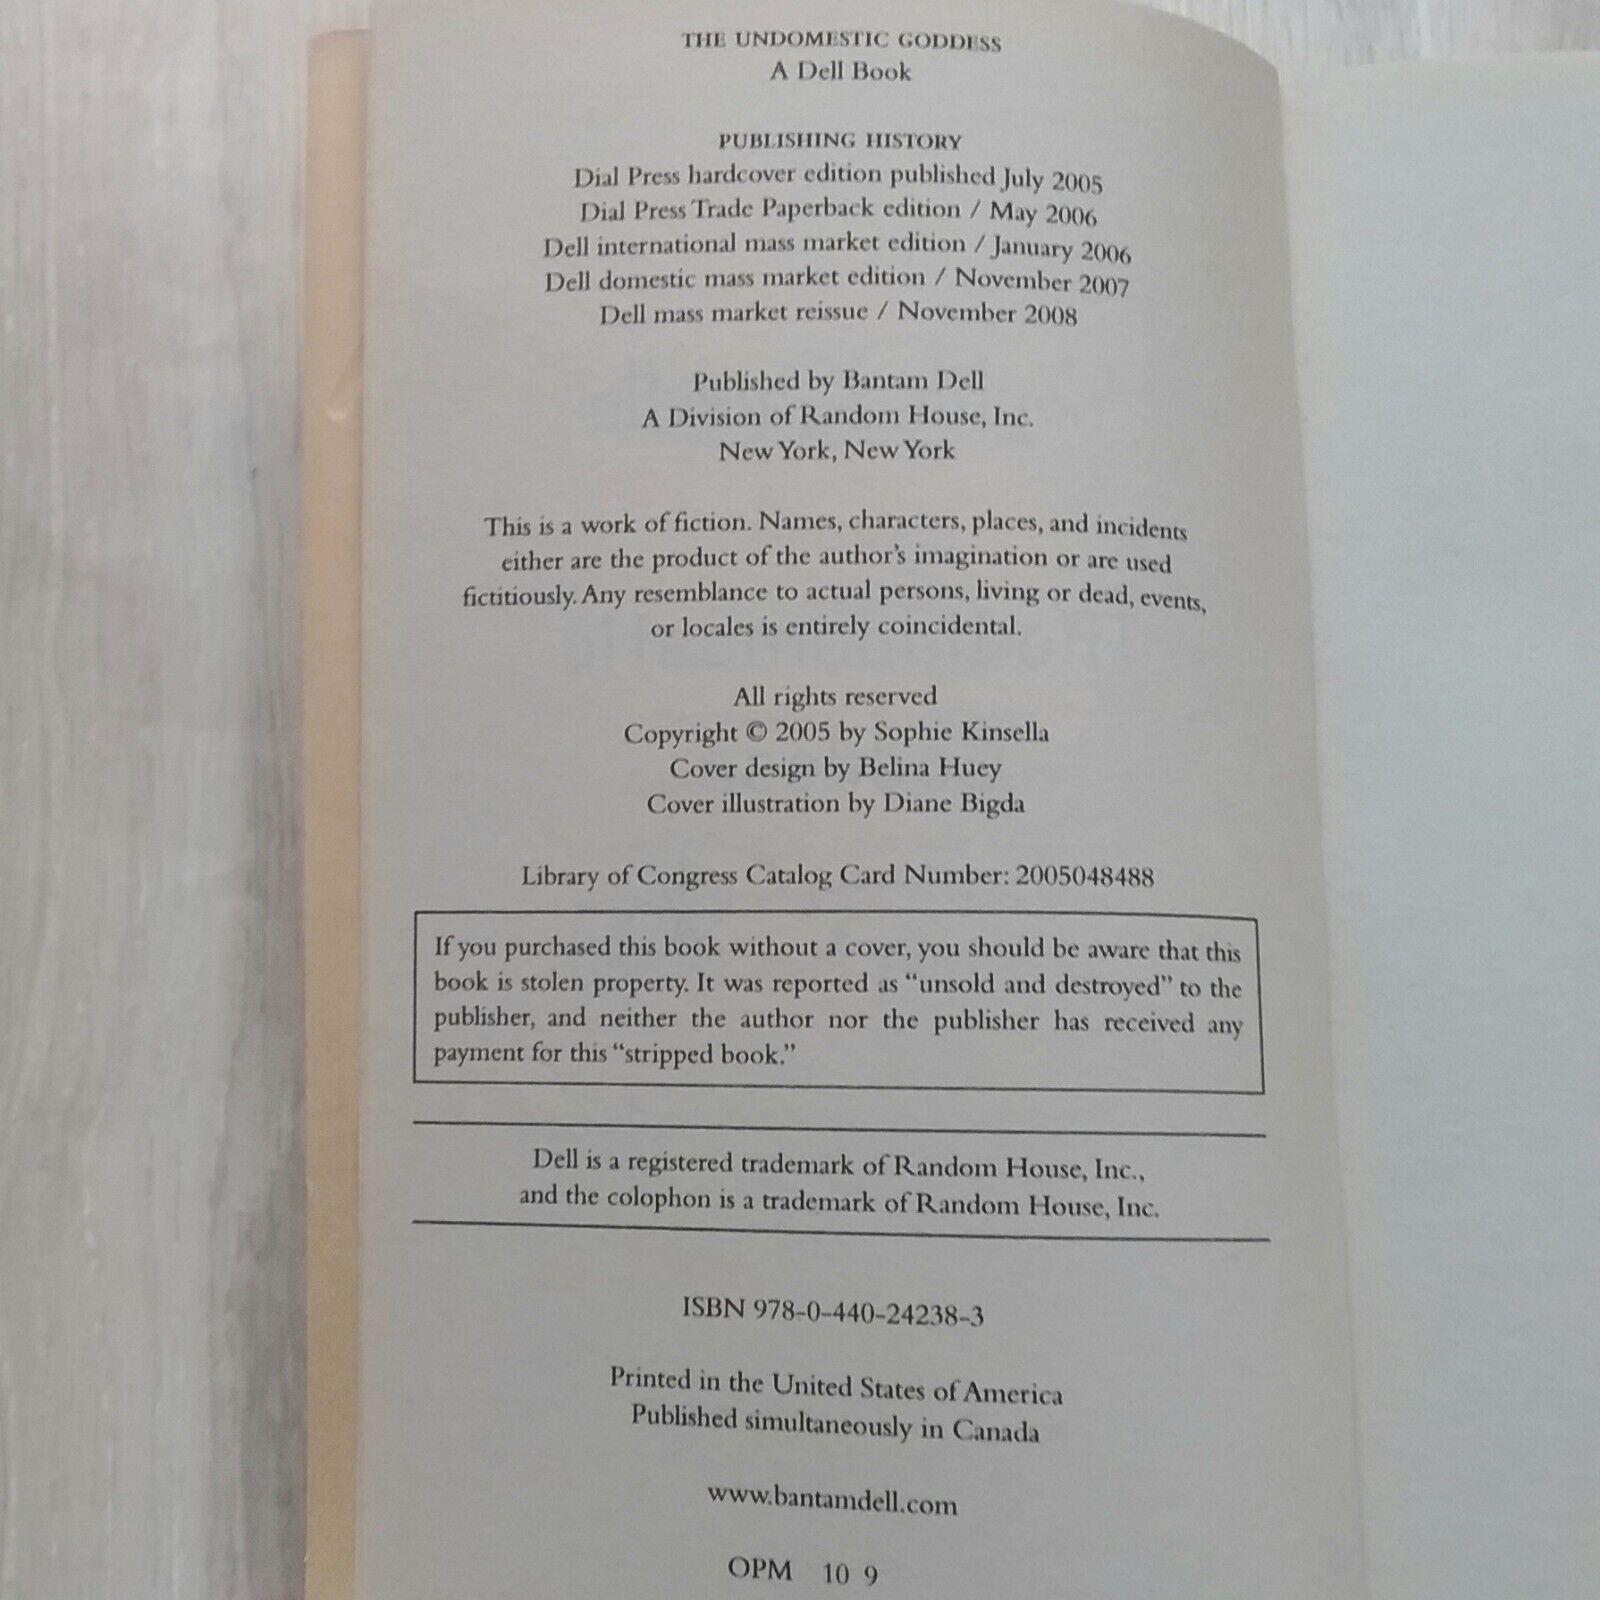 THE UNDOMESTIC GODDESS
A Dell Book
PUBLISHING HISTORY
Dial Press hardcover edition published July 2005
Dial Press Trade Paperback edition / May 2006
Dell international mass market edition / January 2006
Dell domestic mass market edition / November 2007
Dell mass market reissue / November 2008
Published by Bantam Dell
A Division of Random House, Inc.
New York, New York
This is a work of fiction. Names, characters, places, and incidents
either are the product of the author's imagination or are used
fictitiously. Any resemblance to actual persons, living or dead, events,
or locales is entirely coincidental.
All rights reserved
Copyright © 2005 by Sophie Kinsella
Cover design by Belina Huey
Cover illustration by Diane Bigda
Library of Congress Catalog Card Number: 2005048488
If you purchased this book without a cover, you should be aware that this
book is stolen property. It was reported as “unsold and destroyed” to the
publisher, and neither the author nor the publisher has received any
payment for this “stripped book.”
Dell is a registered trademark of Random House, Inc.,
and the colophon is a trademark of Random House, Inc.
ISBN 978-0-440-24238-3
Printed in the United States of America
Published simultaneously in Canada
www.bantamdell.com
OPM 10 9